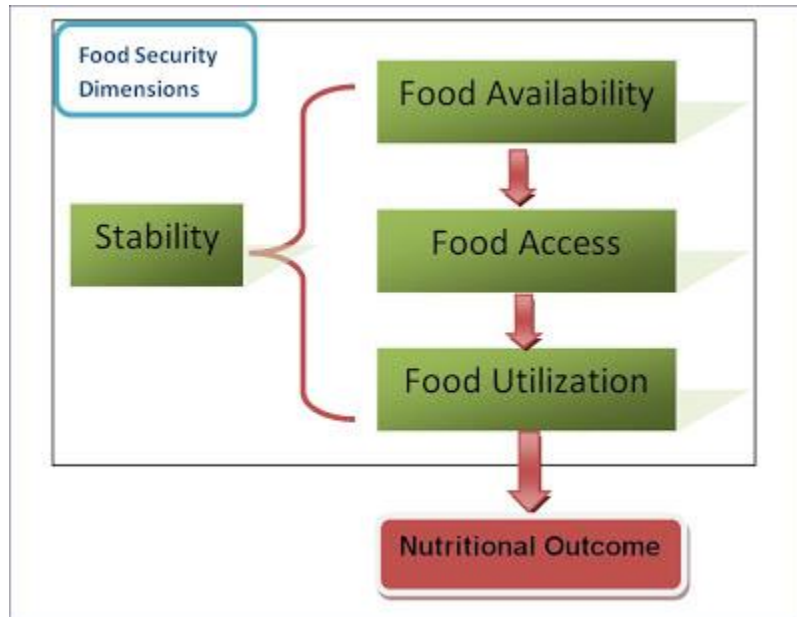 Food Security
Dimensions
Food Availability
Stability
Food Access
Food Utilization
Nutritional Outcome